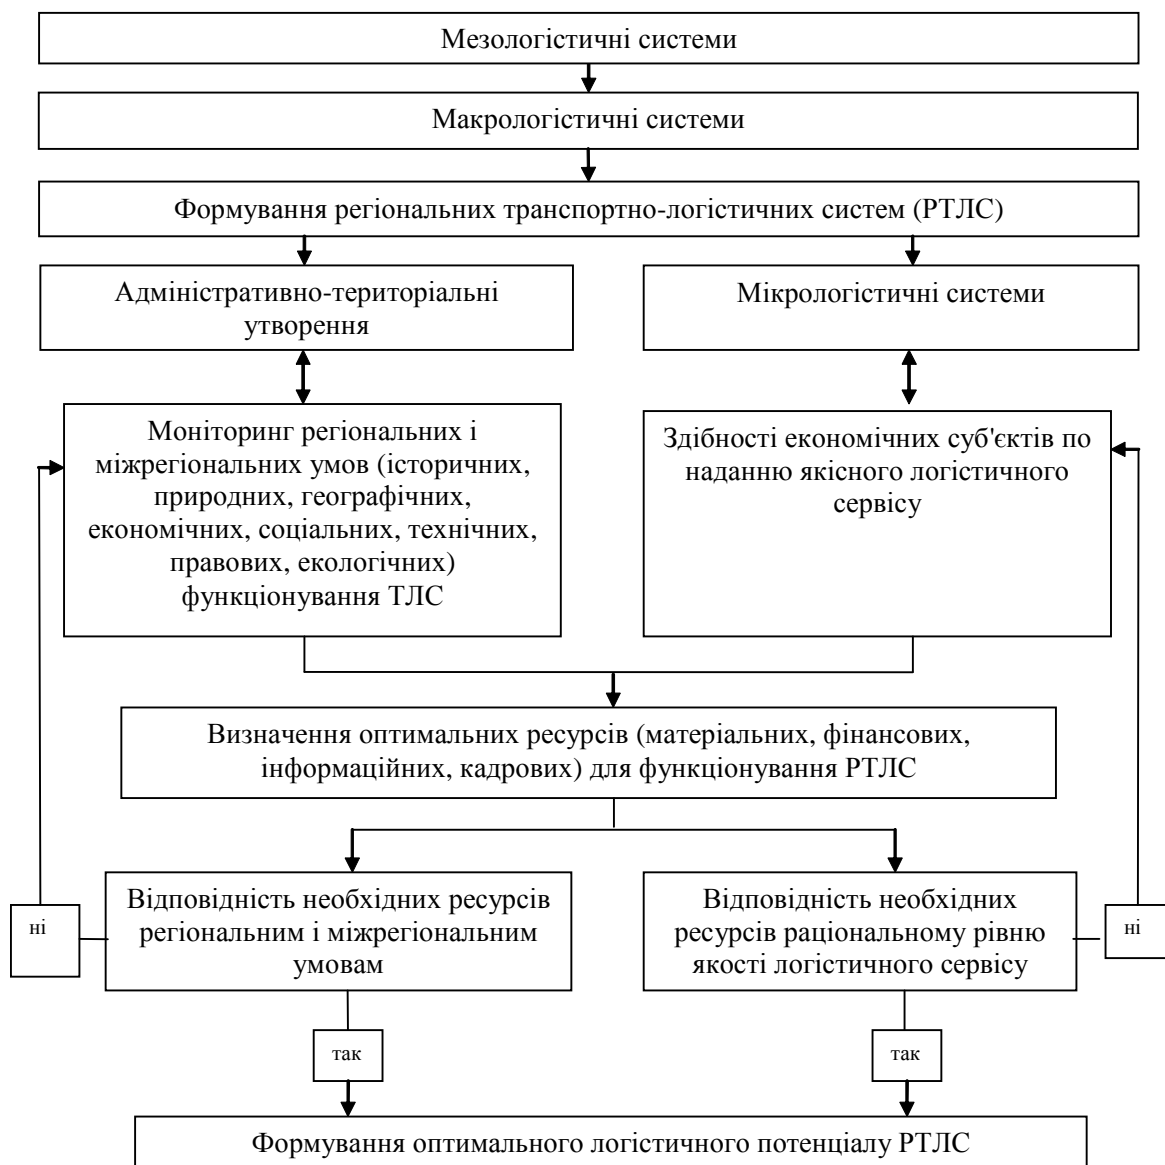 Мезологістичні системи
Макрологістичні системи
Формування регіональних транспортно-логістичних систем (РТЛС)
Адміністративно-територіальні
утворення
Мікрологістичні системи
Моніторинг регіональних і
міжрегіональних умов (історичних,
природних, географічних,
економічних, соціальних, технічних,
правових, екологічних)
функціонування ТЛС
Здібності економічних суб'єктів по
наданню якісного логістичного
сервісу
Визначення оптимальних ресурсів (матеріальних, фінансових,
інформаційних, кадрових) для функціонування РТЛС
ні
Відповідність необхідних ресурсів
регіональним і міжрегіональним
умовам
Відповідність необхідних
ресурсів раціональному рівню
якості логістичного сервісу
ні
так
так
Формування оптимального логістичного потенціалу РТЛС